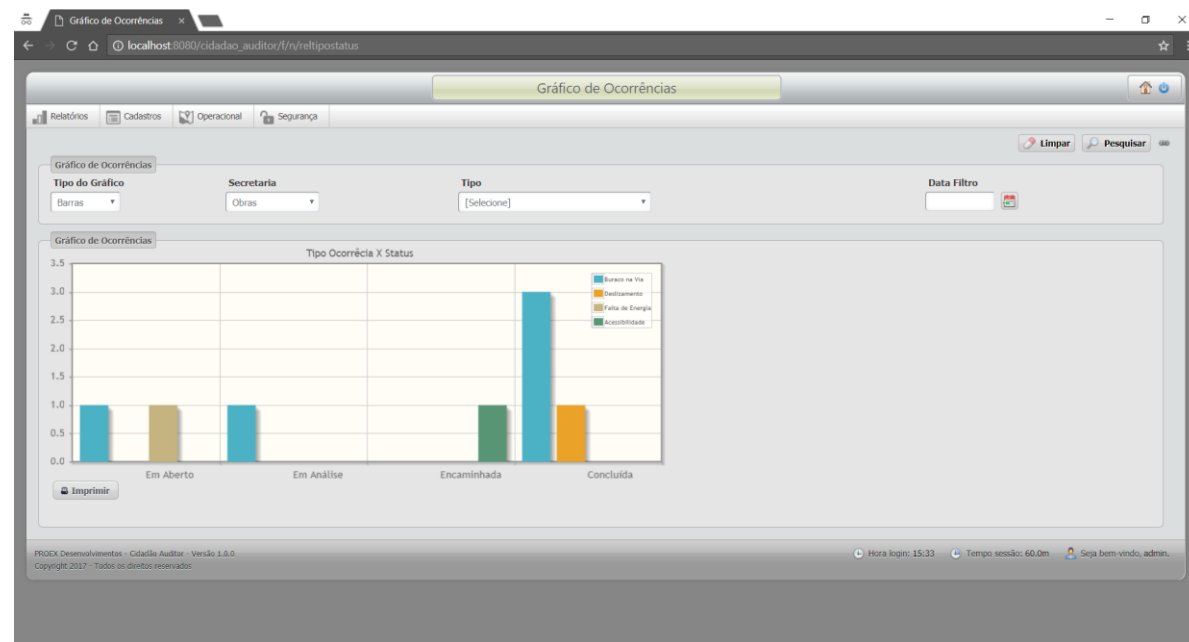 Gráfico de Ocorrências ×
localhost:8080/cidadao_auditor/f/n/reltipostatus
Gráfico de Ocorrências
Relatórios Cadastros Operacional Segurança
Limpar Pesquisar
Gráfico de Ocorrências
Tipo do Gráfico Secretaria Tipo Data Filtro
Barras Obras [Selecione]
Gráfico de Ocorrências
Tipo Ocorrêcia X Status
3.5
3.0
2.5
2.0
1.5
1.0
0.5
0.0
Buraco na Via
Deslizamento
Falta de Energia
Acessibilidade
Em Aberto Em Análise Encaminhada Concluída
Imprimir
PROEX Desenvolvimentos - Cidadão Auditor - Versão 1.0.0
Copyright 2017 - Todos os direitos reservados
Hora login: 15:33 Tempo sessão: 60.0m Seja bem-vindo, admin.